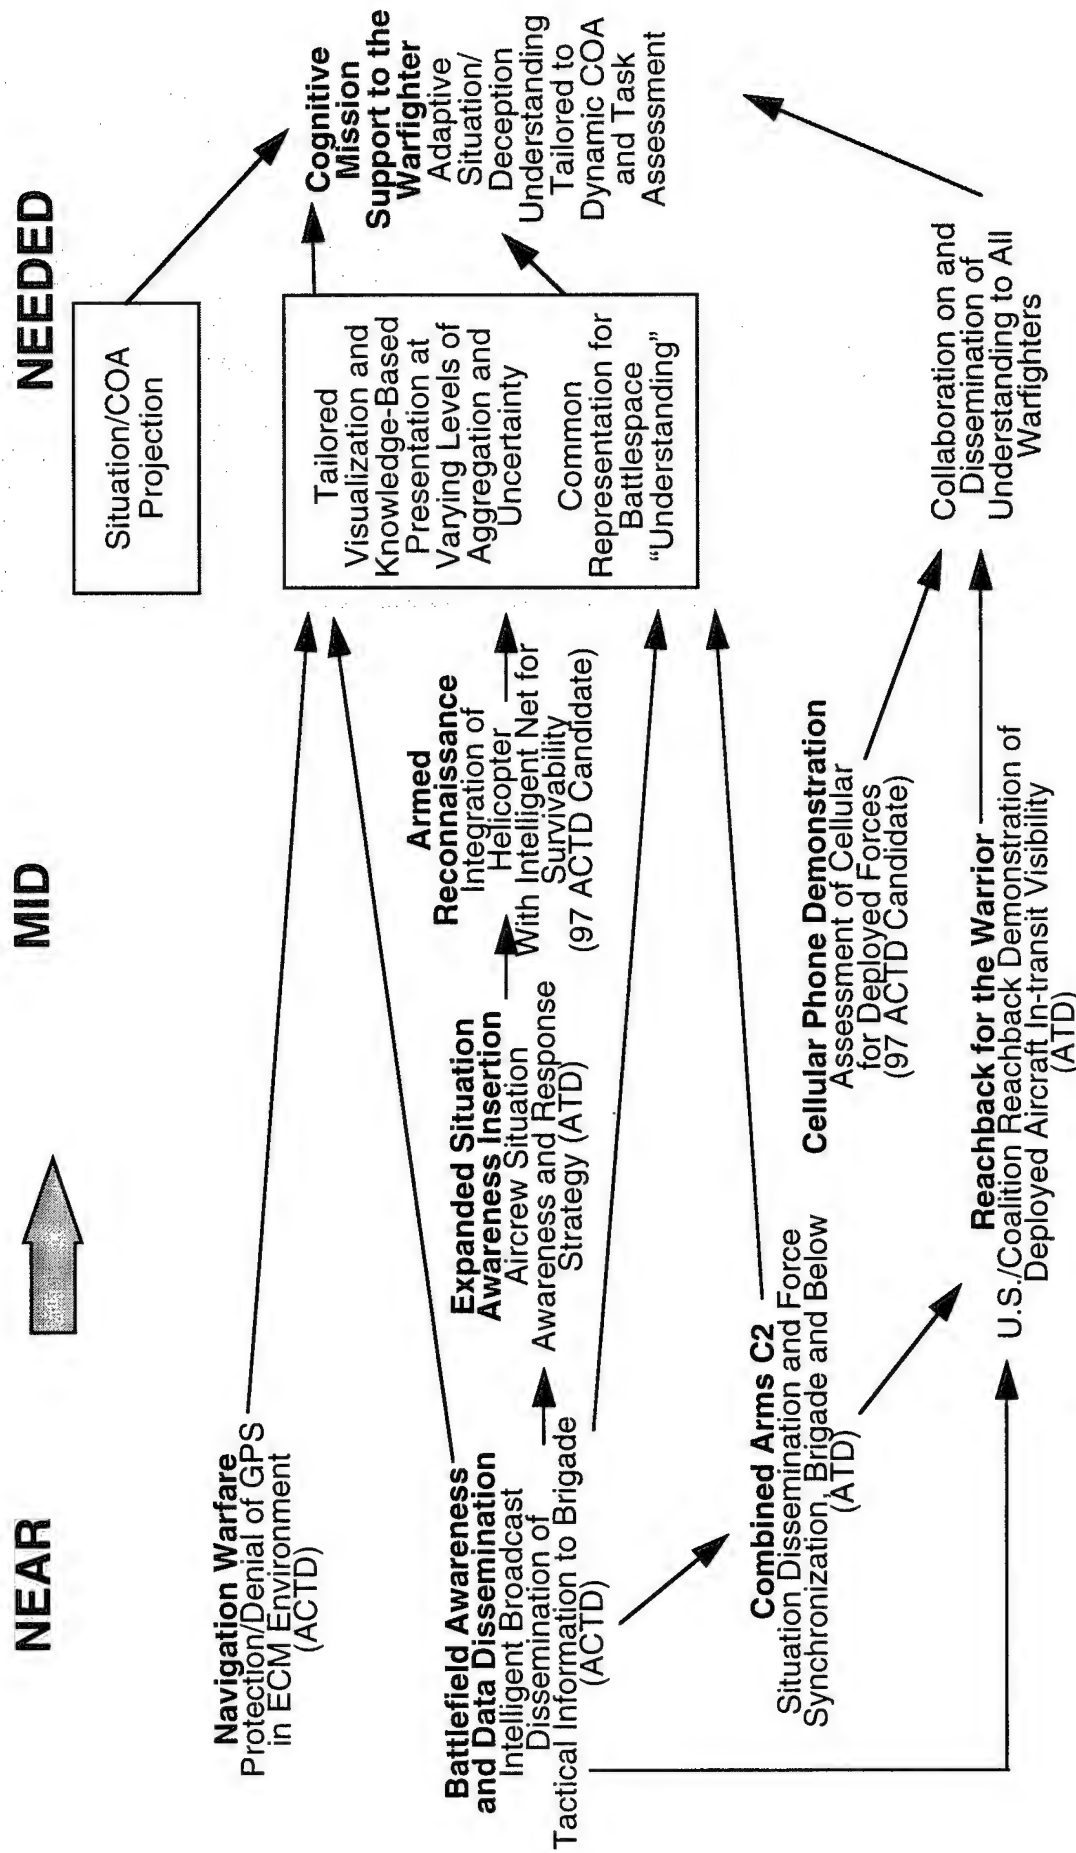 NEAR
MID
NEEDED
Navigation Warfare
Protection/Denial of GPS
in ECM Environment
(ACTD)
Battlefield Awareness
and Data Dissemination
Intelligent Broadcast
Dissemination of
Tactical Information to Brigade
(ACTD)
Combined Arms C2
Situation Dissemination and Force
Synchronization, Brigade and Below
(ATD)
Expanded Situation
Awareness Insertion
Aircrew Situation
Awareness and Response
Strategy (ATD)
Armed
Reconnaissance
Integration of
Helicopter
With Intelligent Net for
Survivability
(97 ACTD Candidate)
Cellular Phone Demonstration
Assessment of Cellular
for Deployed Forces
(97 ACTD Candidate)
Reachback for the Warrior
U.S./Coalition Reachback Demonstration of
Deployed Aircraft In-transit Visibility
(ATD)
Situation/COA
Projection
Tailored
Visualization and
Knowledge-Based
Presentation at
Varying Levels of
Aggregation and
Uncertainty
Common
Representation for
Battlespace
“Understanding”
Collaboration on and
Dissemination of
Understanding to All
Warfighters
Cognitive
Mission
Support to the
Warfighter
Adaptive
Situation/
Deception
Understanding
Tailored to
Dynamic COA
and Task
Assessment